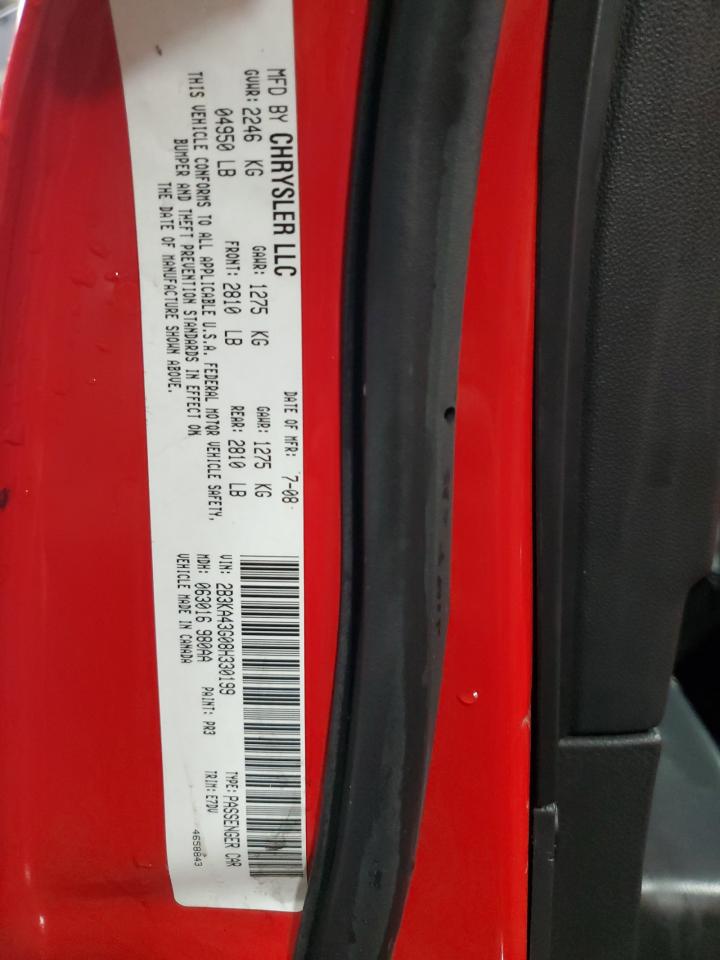 MFD BY CHRYSLER LLC
DATE OF MFR: 7-08
GVWR: 2246 KG
GAWR: 1275 KG
GAWR: 1275 KG
04950 LB
FRONT: 2810 LB
REAR: 2810 LB
THIS VEHICLE CONFORMS TO ALL APPLICABLE U.S.A. FEDERAL MOTOR VEHICLE SAFETY,
BUMPER AND THEFT PREVENTION STANDARDS IN EFFECT ON
THE DATE OF MANUFACTURE SHOWN ABOVE.
VIN: 2B3KA43G08H330199
TYPE: PASSENGER CAR
MDH: 063016 980AA
PAINT: PR3
TRIM: E7DV
VEHICLE MADE IN CANADA
4658843